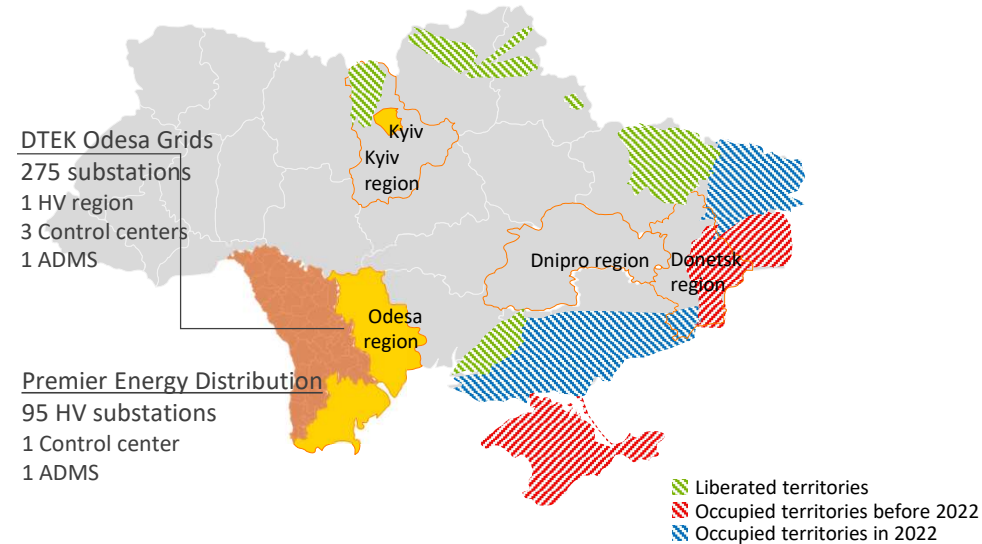 DTEK Odesa Grids
275 substations
1 HV region
3 Control centers
1 ADMS
Premier Energy Distribution
95 HV substations
1 Control center
1 ADMS
Kyiv
Kyiv
region
Dnipro region
Donetsk
region
Odesa
region
Liberated territories
Occupied territories before 2022
Occupied territories in 2022